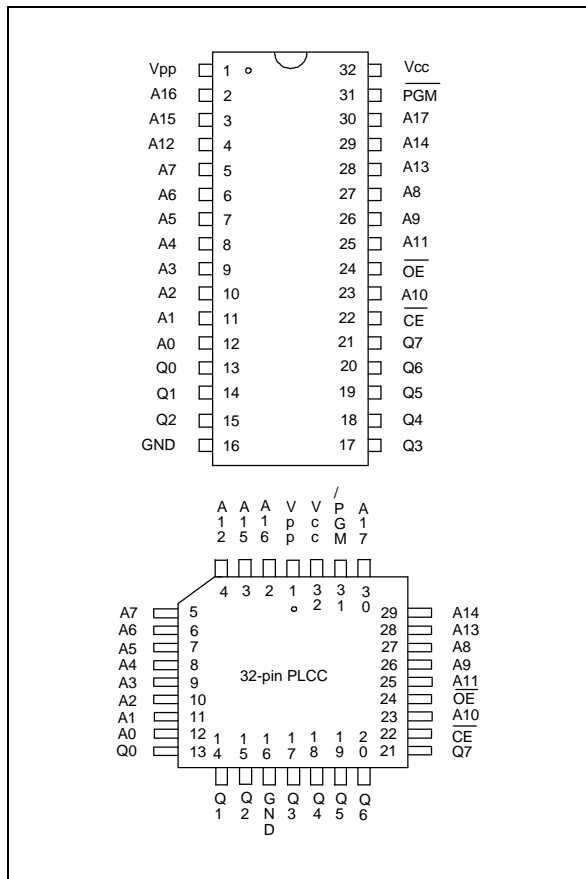 Vpp 1 32 Vcc
A16 2 31 PGM
A15 3 30 A17
A12 4 29 A14
A7 5 28 A13
A6 6 27 A8
A5 7 26 A9
A4 8 25 A11
A3 9 24 OE
A2 10 23 A10
A1 11 22 CE
A0 12 21 Q7
Q0 13 20 Q6
Q1 14 19 Q5
Q2 15 18 Q4
GND 16 17 Q3
A12 A15 A16 Vpp Vcc /PGM A17
4 3 2 1 32 31 30
A7 5 29 A14
A6 6 28 A13
A5 7 27 A8
A4 8 26 A9
A3 9 32-pin PLCC 25 A11
A2 10 24 OE
A1 11 23 A10
A0 12 22 CE
Q0 13 21 Q7
14 15 16 17 18 19 20
Q1 Q2 GND Q3 Q4 Q5 Q6